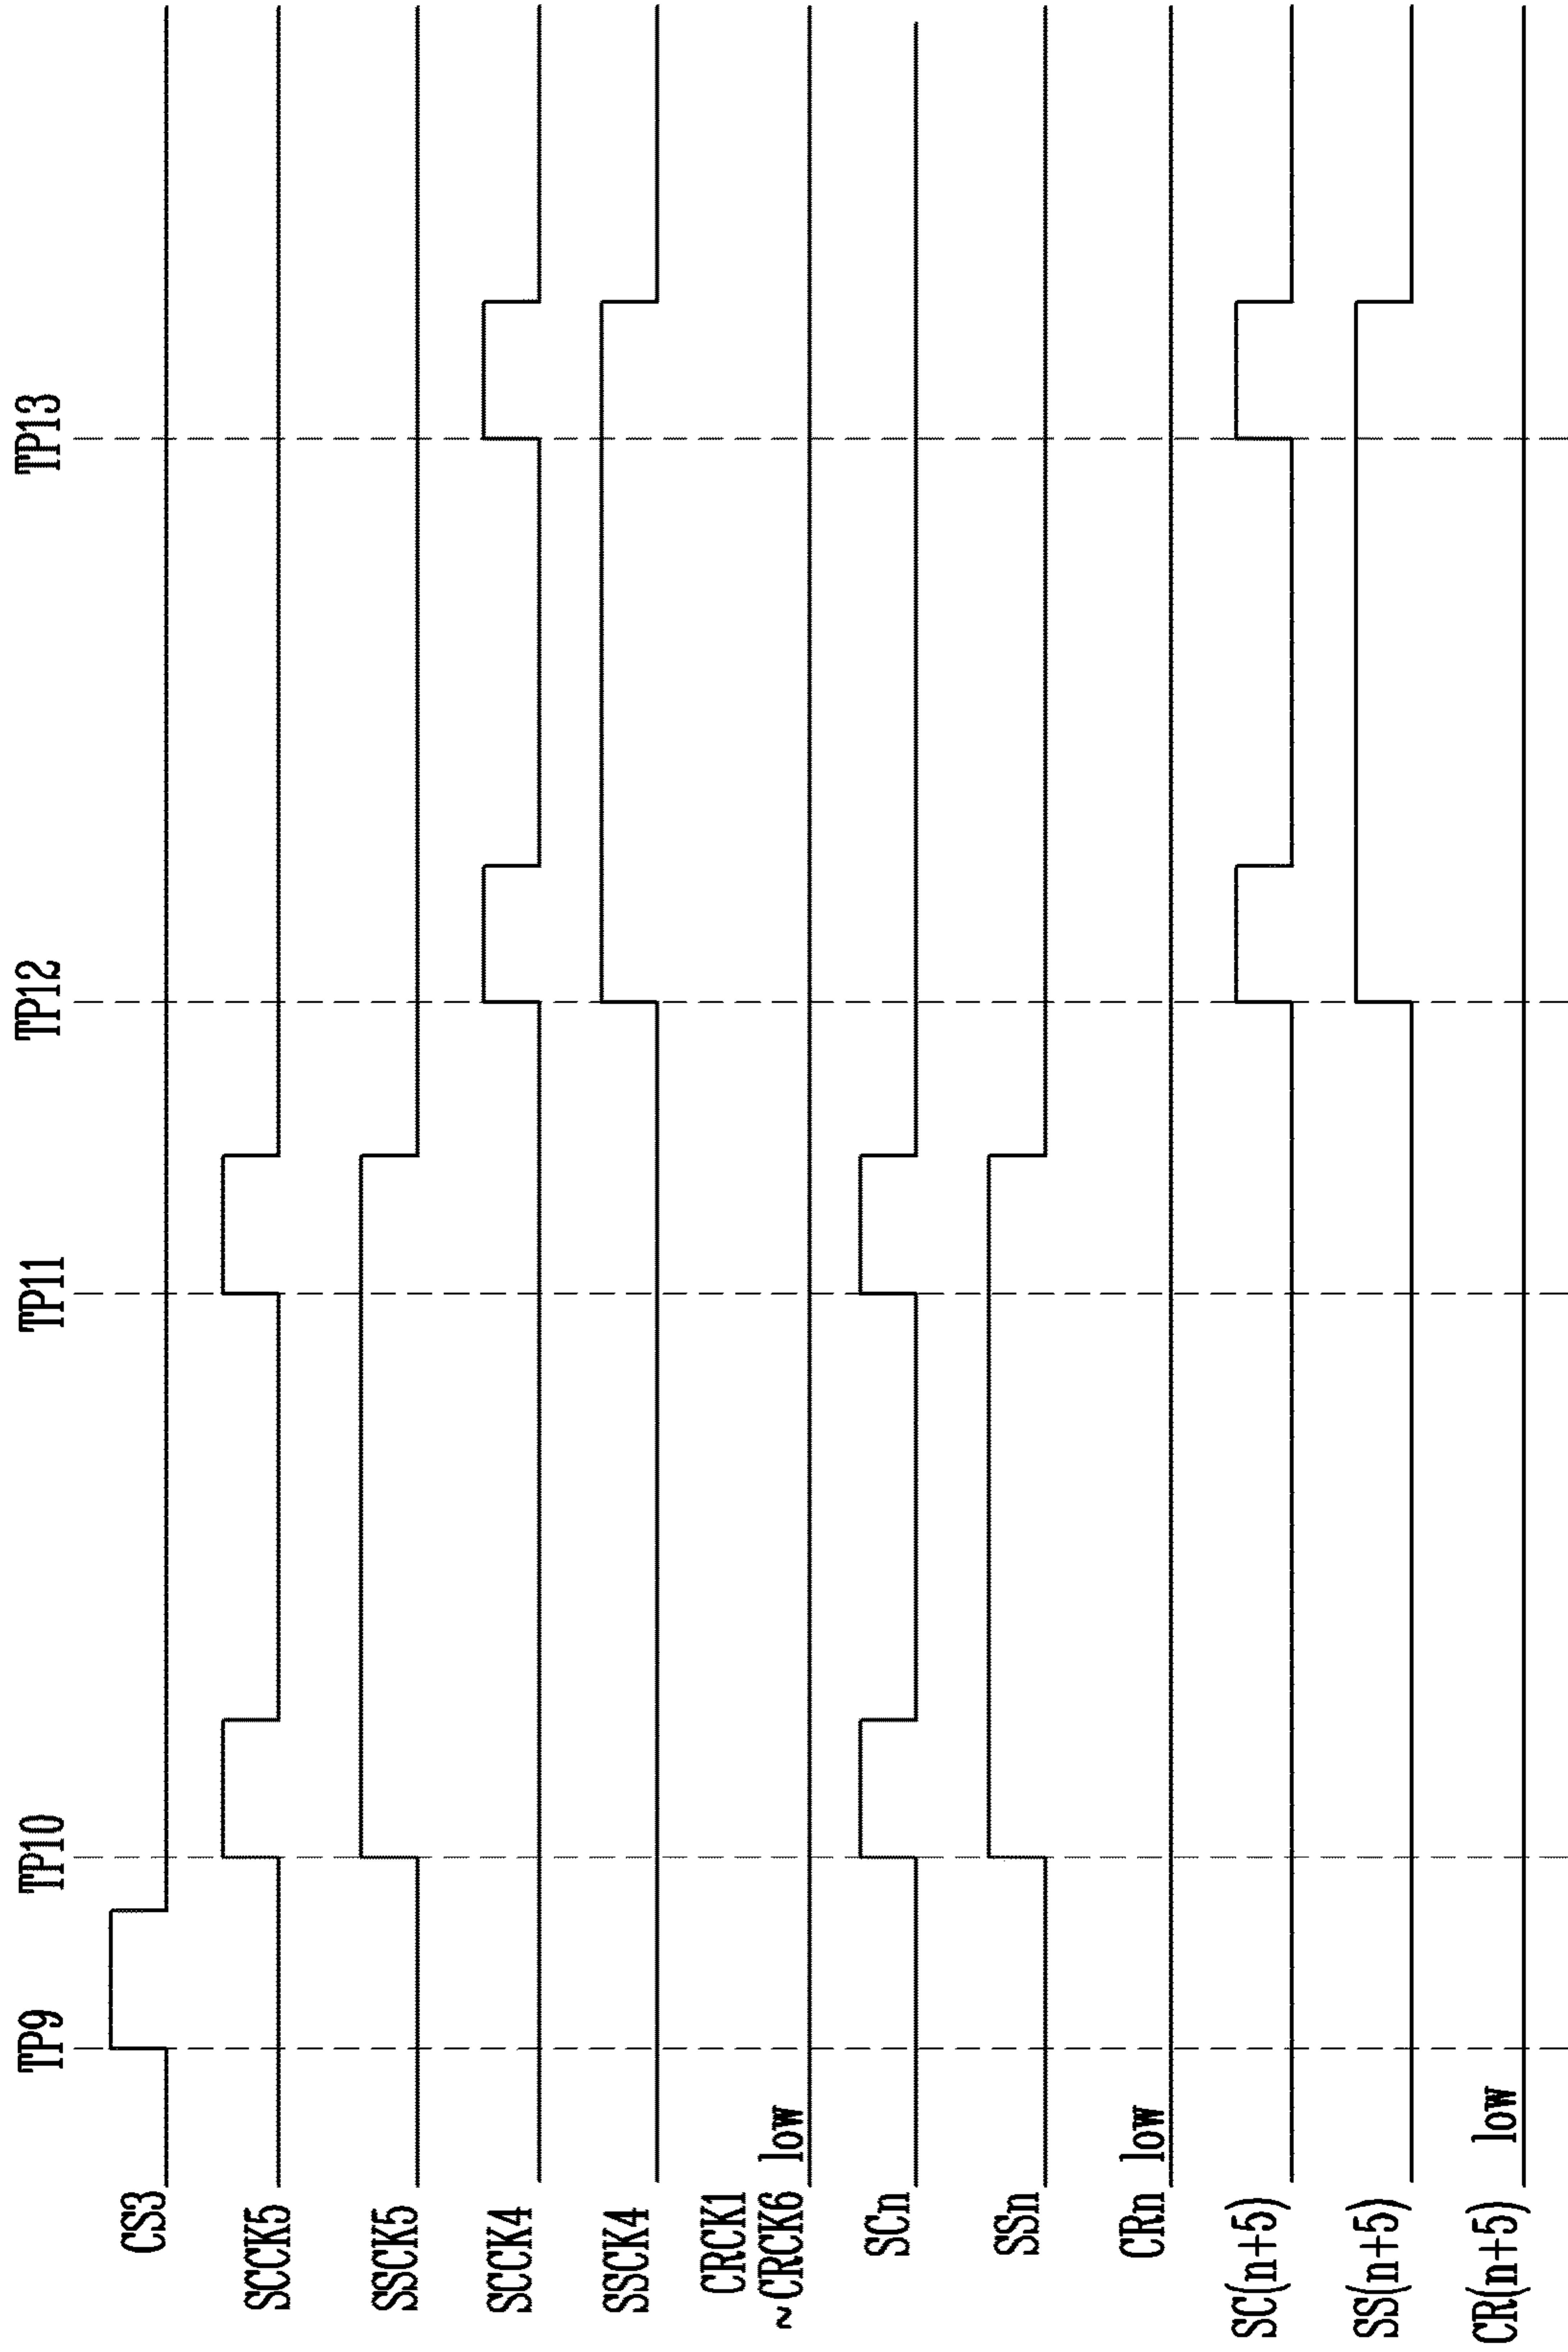 TP9
TP10
TP11
TP12
TP13
CS3
SCCK5
SSCK5
SCCK4
SSCK4
CRCK1
~CRCK6 low
SCn
SSn
CRn low
SC(n+5)
SS(n+5)
CR(n+5) low